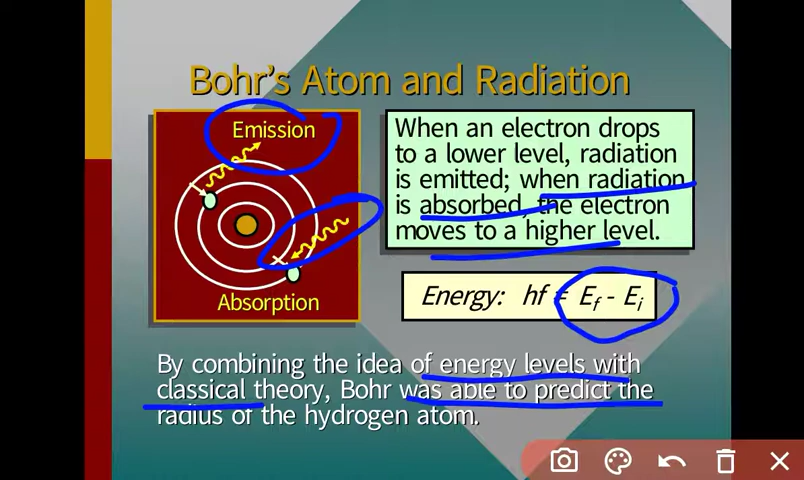 Bohr's Atom and Radiation
Emission
Absorption
When an electron drops
to a lower level, radiation
is emitted; when radiation
is absorbed, the electron
moves to a higher level.
Energy: hf = Ef - Ei
By combining the idea of energy levels with
classical theory, Bohr was able to predict the
radius of the hydrogen atom.